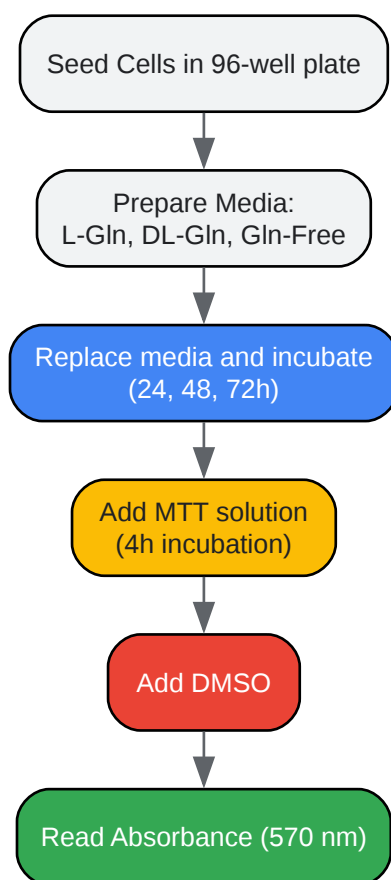 Seed Cells in 96-well plate
Prepare Media:
L-Gln, DL-Gln, Gln-Free
Replace media and incubate
(24, 48, 72h)
Add MTT solution
(4h incubation)
Add DMSO
Read Absorbance (570 nm)